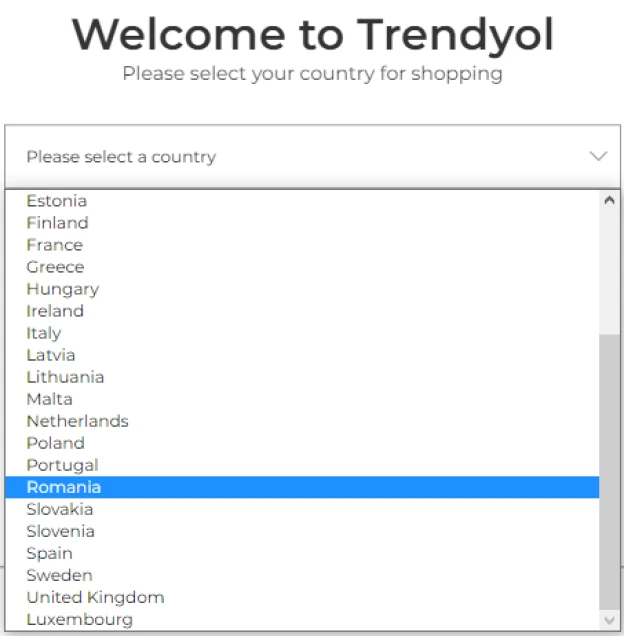 Welcome to Trendyol
Please select your country for shopping
Please select a country
Estonia
Finland
France
Greece
Hungary
Ireland
Italy
Latvia
Lithuania
Malta
Netherlands
Poland
Portugal
Romania
Slovakia
Slovenia
Spain
Sweden
United Kingdom
Luxembourg